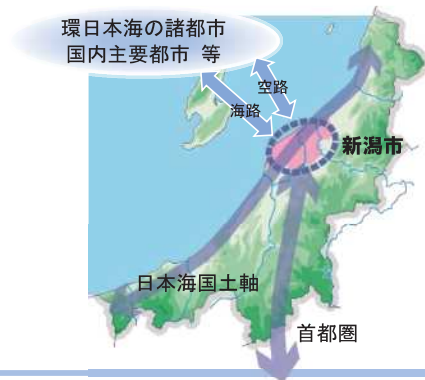 環日本海の諸都市
国内主要都市 等
空路
海路
新潟市
日本海国土軸
首都圏